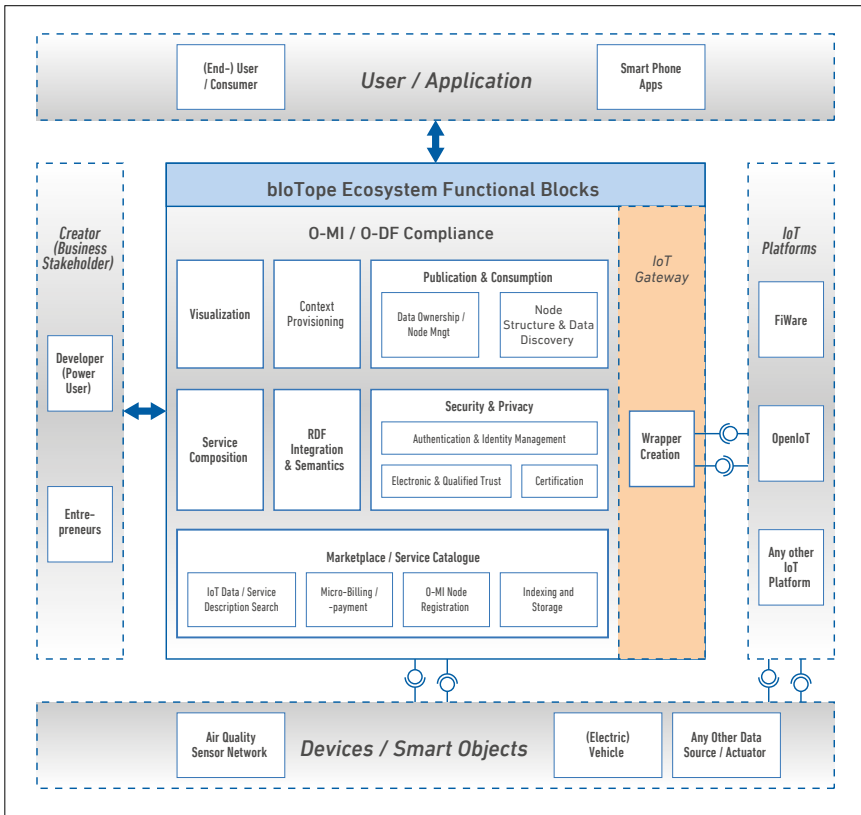 (End-) User
/ Consumer
User / Application
Smart Phone
Apps
bIoTope Ecosystem Functional Blocks
Creator
(Business
Stakeholder)
Developer
(Power
User)
Entre-
preneurs
O-MI / O-DF Compliance
Visualization
Context
Provisioning
Publication & Consumption
Data Ownership /
Node Mngt
Node
Structure & Data
Discovery
Service
Composition
RDF
Integration
& Semantics
Security & Privacy
Authentication & Identity Management
Electronic & Qualified Trust
Certification
Marketplace / Service Catalogue
IoT Data / Service
Description Search
Micro-Billing /
-payment
O-MI Node
Registration
Indexing and
Storage
IoT
Gateway
Wrapper
Creation
IoT
Platforms
FiWare
OpenIoT
Any other
IoT
Platform
Air Quality
Sensor Network
Devices / Smart Objects
(Electric)
Vehicle
Any Other Data
Source / Actuator